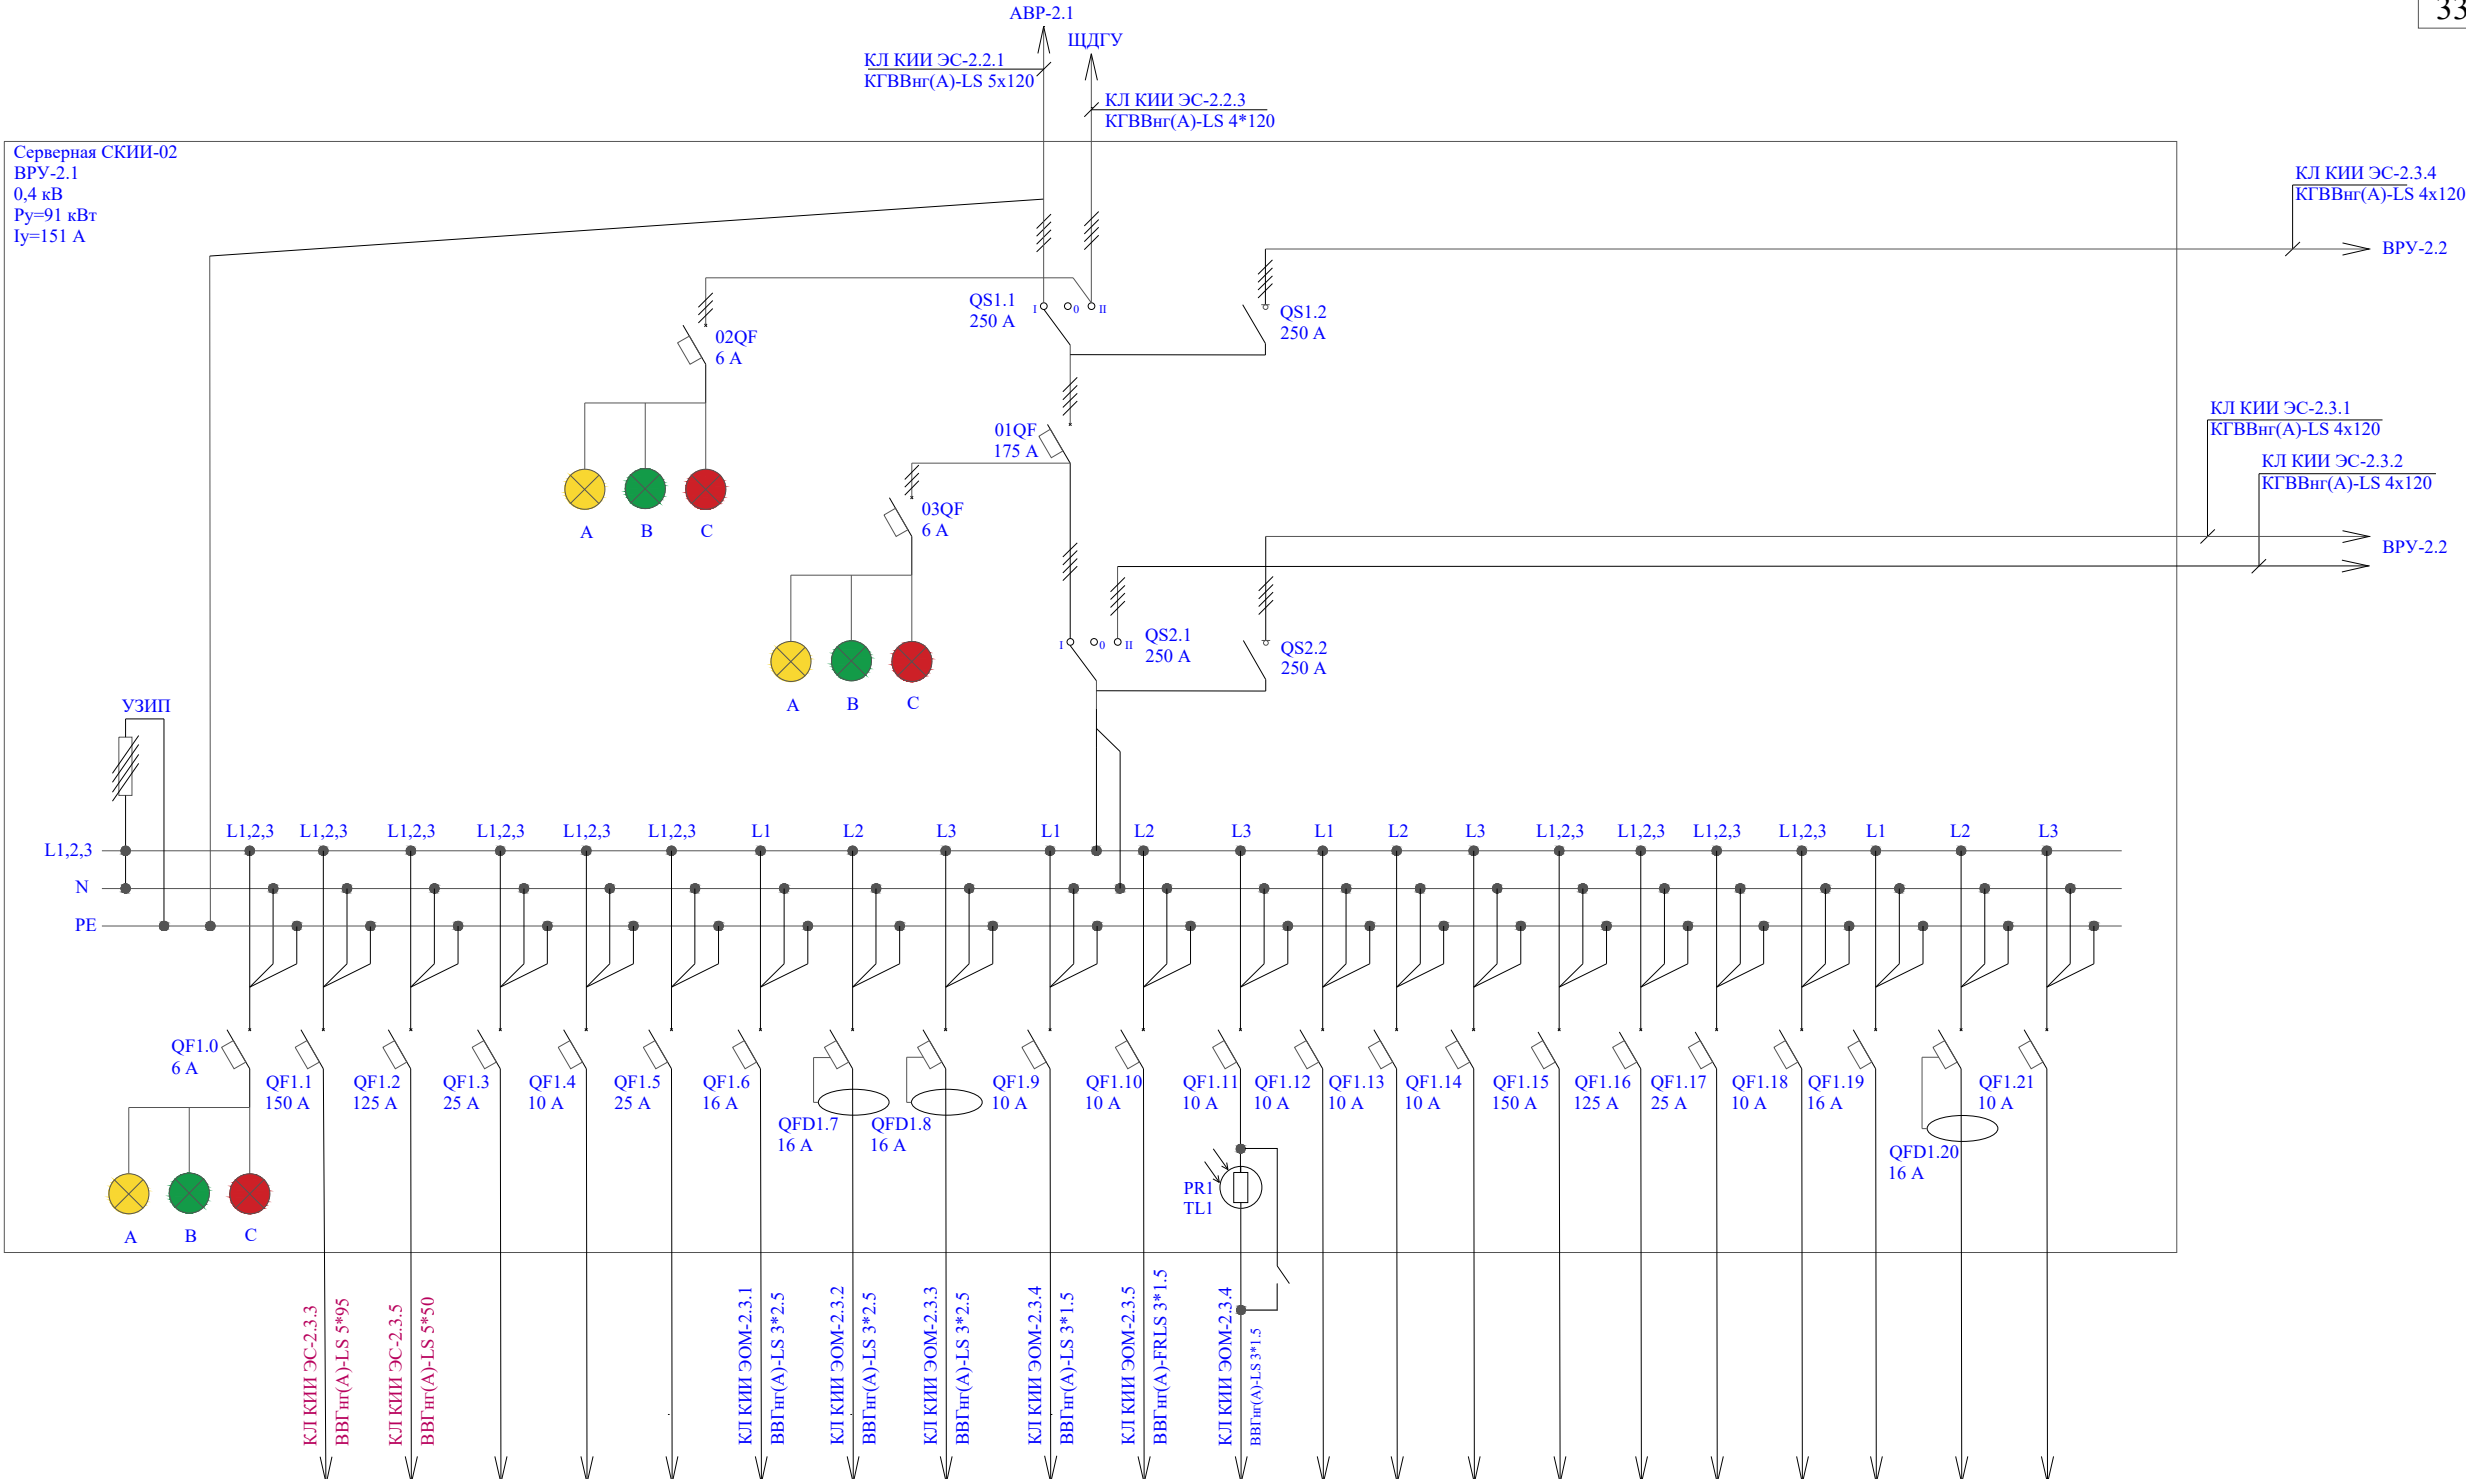 33
АВР-2.1
ЩДГУ
КЛ КИИ ЭС-2.2.1
КГВВнг(А)-LS 5x120
КЛ КИИ ЭС-2.2.3
КГВВнг(А)-LS 4*120
Серверная СКИИ-02
ВРУ-2.1
0,4 кВ
Ру=91 кВт
Iу=151 А
КЛ КИИ ЭС-2.3.4
КГВВнг(А)-LS 4x120
ВРУ-2.2
QS1.1
250 А
I
0
II
QS1.2
250 А
02QF
6 А
A
B
C
01QF
175 А
03QF
6 А
A
B
C
КЛ КИИ ЭС-2.3.1
КГВВнг(А)-LS 4x120
КЛ КИИ ЭС-2.3.2
КГВВнг(А)-LS 4x120
ВРУ-2.2
I
0
II
QS2.1
250 А
QS2.2
250 А
УЗИП
L1,2,3
N
PE
L1,2,3
L1,2,3
L1,2,3
L1,2,3
L1,2,3
L1,2,3
L1
L2
L3
L1
L2
L3
L1
L2
L3
L1,2,3
L1,2,3
L1,2,3
L1,2,3
L1
L2
L3
QF1.0
6 А
QF1.1
150 А
QF1.2
125 А
QF1.3
25 А
QF1.4
10 А
QF1.5
25 А
QF1.6
16 А
QFD1.7
16 А
QFD1.8
16 А
QF1.9
10 А
QF1.10
10 А
QF1.11
10 А
QF1.12
10 А
QF1.13
10 А
QF1.14
10 А
QF1.15
150 А
QF1.16
125 А
QF1.17
25 А
QF1.18
10 А
QF1.19
16 А
QFD1.20
16 А
QF1.21
10 А
PR1
TL1
A
B
C
КЛ КИИ ЭС-2.3.3
ВВГнг(А)-LS 5*95
КЛ КИИ ЭС-2.3.5
ВВГнг(А)-LS 5*50
КЛ КИИ ЭОМ-2.3.1
ВВГнг(А)-LS 3*2.5
КЛ КИИ ЭОМ-2.3.2
ВВГнг(А)-LS 3*2.5
КЛ КИИ ЭОМ-2.3.3
ВВГнг(А)-LS 3*2.5
КЛ КИИ ЭОМ-2.3.4
ВВГнг(А)-LS 3*1.5
КЛ КИИ ЭОМ-2.3.5
ВВГнг(А)-FRLS 3*1.5
КЛ КИИ ЭОМ-2.3.4
ВВГнг(А)-LS 3*1.5